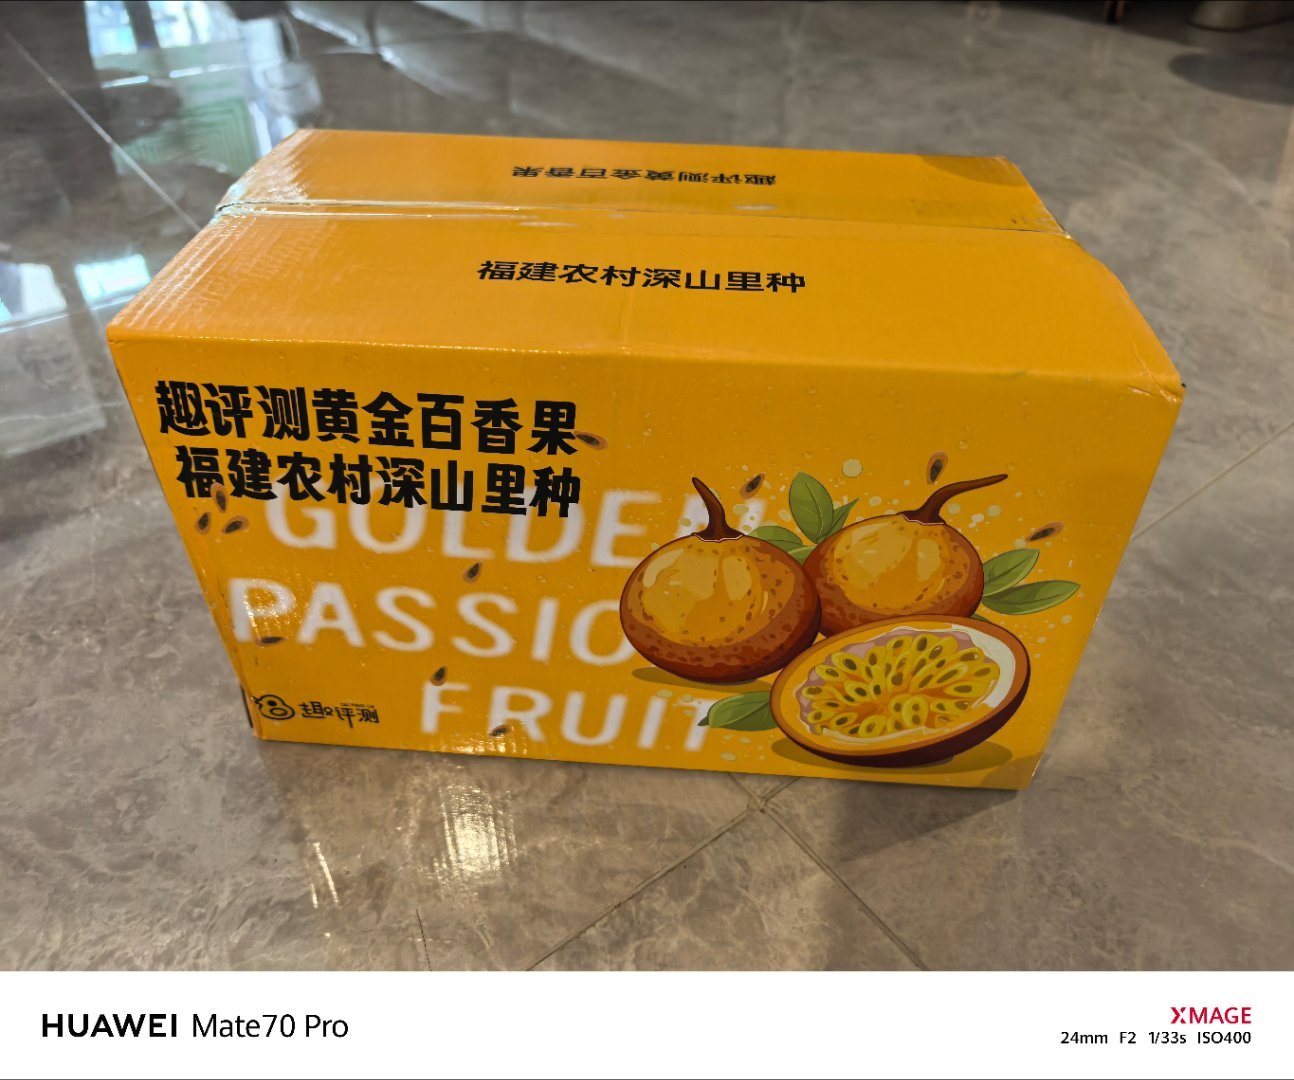 趣评测黄金百香果
福建农村深山里种
趣评测黄金百香果
福建农村深山里种
GOLDEN
PASSIO
FRUIT
趣评测
HUAWEI Mate70 Pro
XMAGE
24mm F2 1/33s ISO400